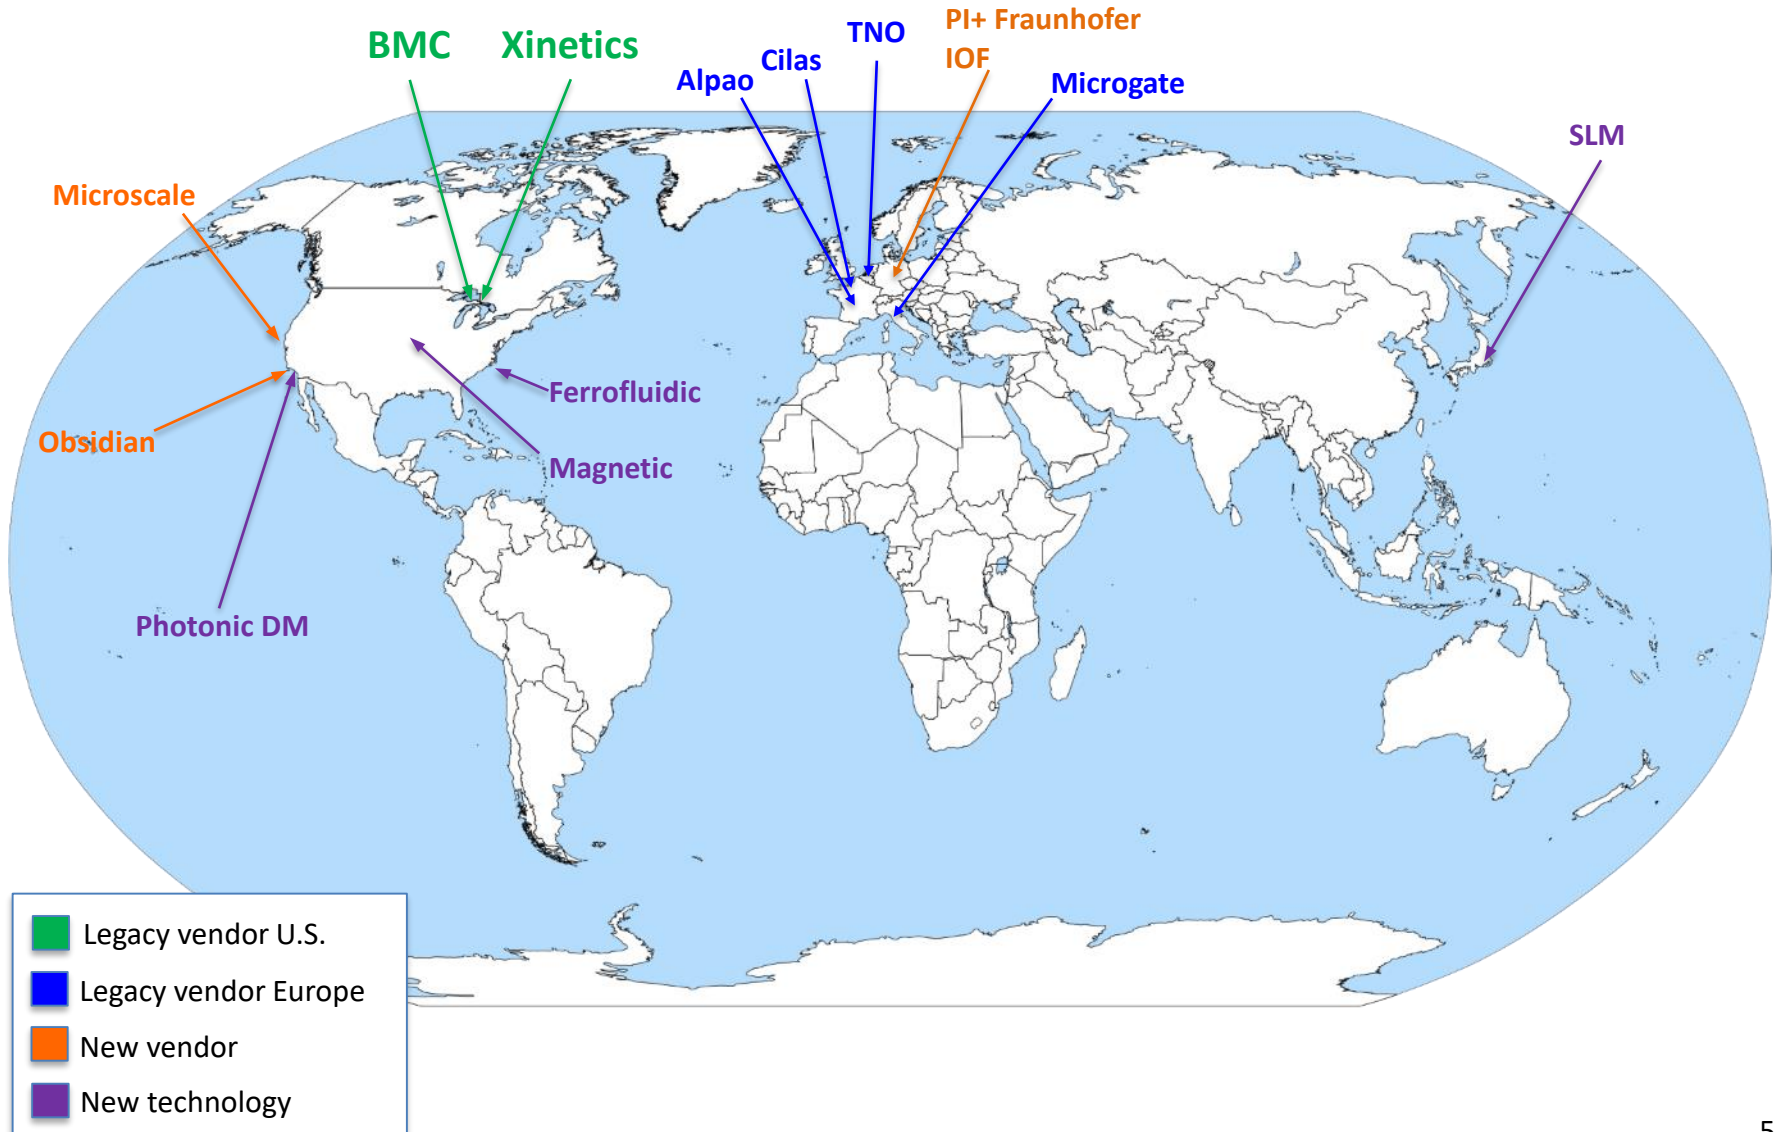 BMC
Xinetics
Alpao
Cilas
TNO
PI+ Fraunhofer
IOF
Microgate
SLM
Microscale
Obsidian
Ferrofluidic
Magnetic
Photonic DM
Legacy vendor U.S.
Legacy vendor Europe
New vendor
New technology
5